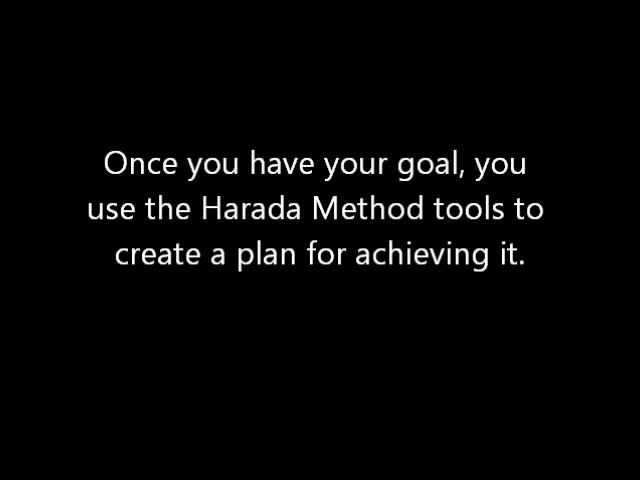 Once you have your goal, you
use the Harada Method tools to
create a plan for achieving it.